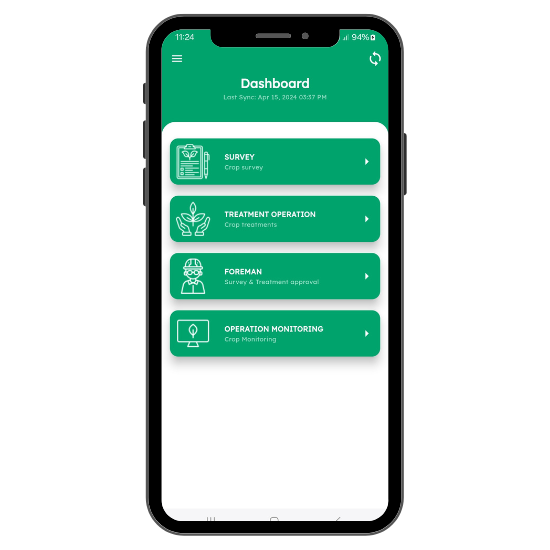 11:24
94%
Dashboard
Last Sync: Apr 15, 2024 03:37 PM
SURVEY
Crop survey
TREATMENT OPERATION
Crop treatments
FOREMAN
Survey & Treatment approval
OPERATION MONITORING
Crop Monitoring